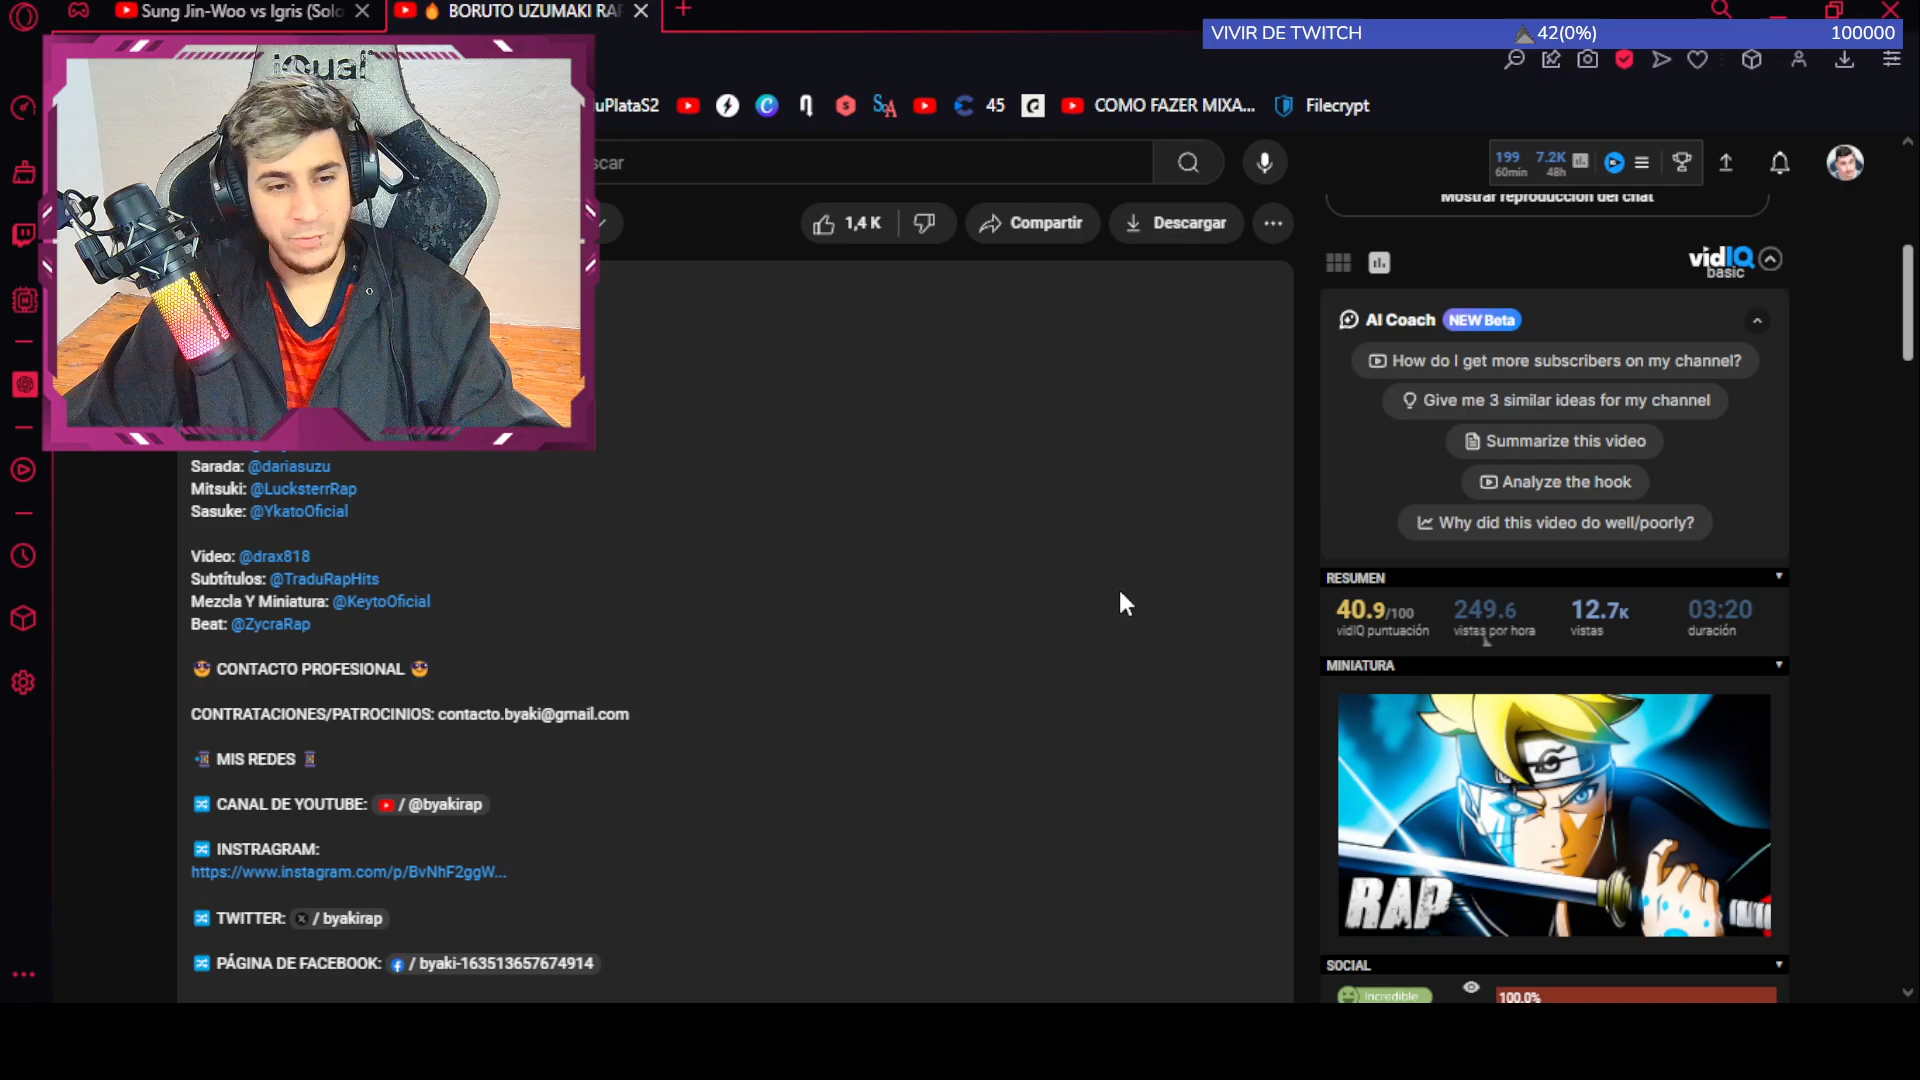 Sung Jin-Woo vs Igris (Solo
BORUTO UZUMAKI RAP
VIVIR DE TWITCH
42(0%)
100000
iQual
uPlataS2
45
COMO FAZER MIXA...
Filecrypt
scar
199
60min
7.2K
48h
1,4 K
Compartir
Descargar
Mostrar reproducción del chat
vidIQ
basic
AI Coach NEW Beta
How do I get more subscribers on my channel?
Give me 3 similar ideas for my channel
Summarize this video
Analyze the hook
Why did this video do well/poorly?
Sarada: @dariasuzu
Mitsuki: @LucksterrRap
Sasuke: @YkatoOficial
Video: @drax818
Subtítulos: @TraduRapHits
Mezcla Y Miniatura: @KeytoOficial
Beat: @ZycraRap
CONTACTO PROFESIONAL
CONTRATACIONES/PATROCINIOS: contacto.byaki@gmail.com
MIS REDES
CANAL DE YOUTUBE: / @byakirap
INSTRAGRAM:
https://www.instagram.com/p/BvNhF2ggW...
TWITTER: / byakirap
PÁGINA DE FACEBOOK: / byaki-163513657674914
RESUMEN
40.9/100
vidIQ puntuación
249.6
vistas por hora
12.7K
vistas
03:20
duración
MINIATURA
RAP
SOCIAL
Incredible
100.0%